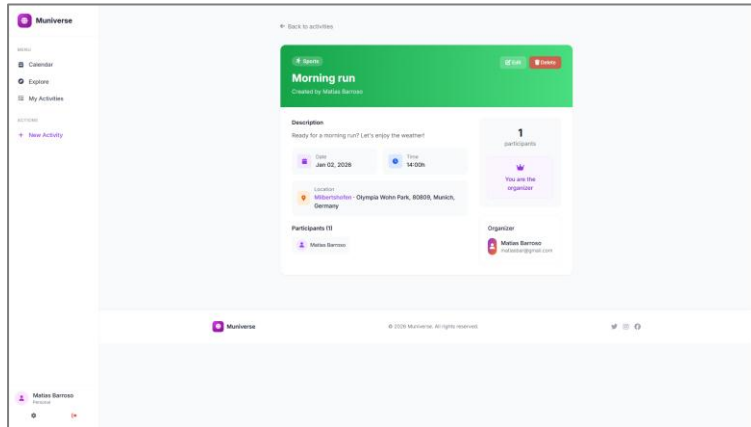 Muniverse
MENU
Calendar
Explore
My Activities
ACTIONS
+ New Activity
← Back to activities
Sports
Edit
Delete
Morning run
Created by Matias Barroso
Description
Ready for a morning run? Let's enjoy the weather!
Date
Jan 02, 2026
Time
14:00h
Location
Milbertshofen · Olympia Wohn Park, 80809, Munich,
Germany
Participants (1)
Matias Barroso
1
participants
You are the
organizer
Organizer
Matias Barroso
Muniverse
© 2026 Muniverse. All rights reserved.
Matias Barroso
Personal